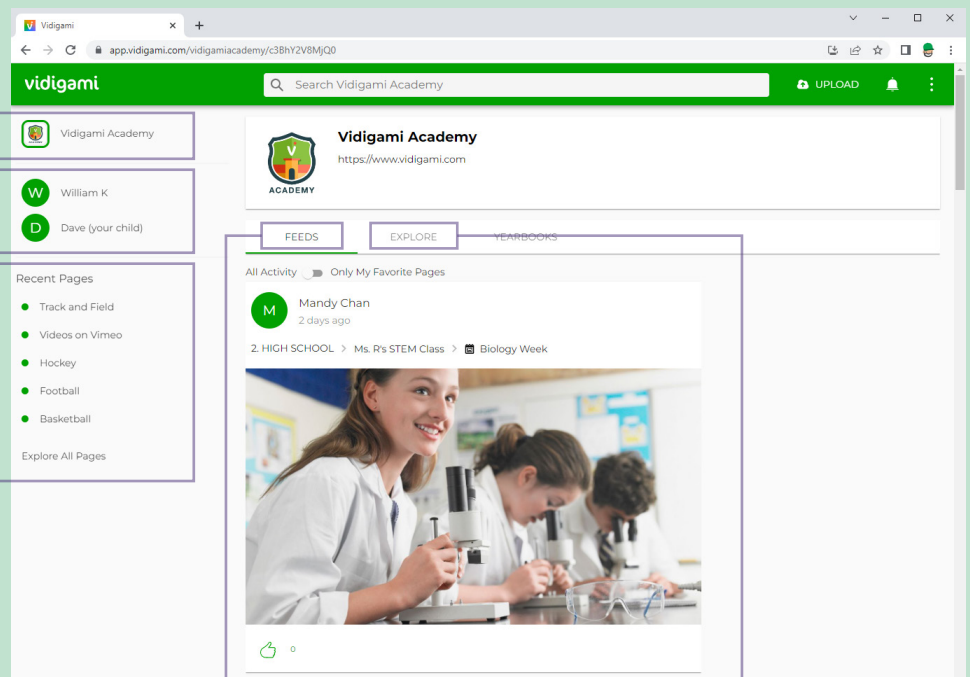 Vidigami
app.vidigami.com/vidigamiacademy/c3BhY2V8MjQ0
vidigami
Search Vidigami Academy
UPLOAD
Vidigami Academy
W William K
D Dave (your child)
Recent Pages
Track and Field
Videos on Vimeo
Hockey
Football
Basketball
Explore All Pages
ACADEMY
Vidigami Academy
https://www.vidigami.com
FEEDS EXPLORE YEARBOOKS
All Activity Only My Favorite Pages
M Mandy Chan
2 days ago
2. HIGH SCHOOL > Ms. R's STEM Class > Biology Week
0